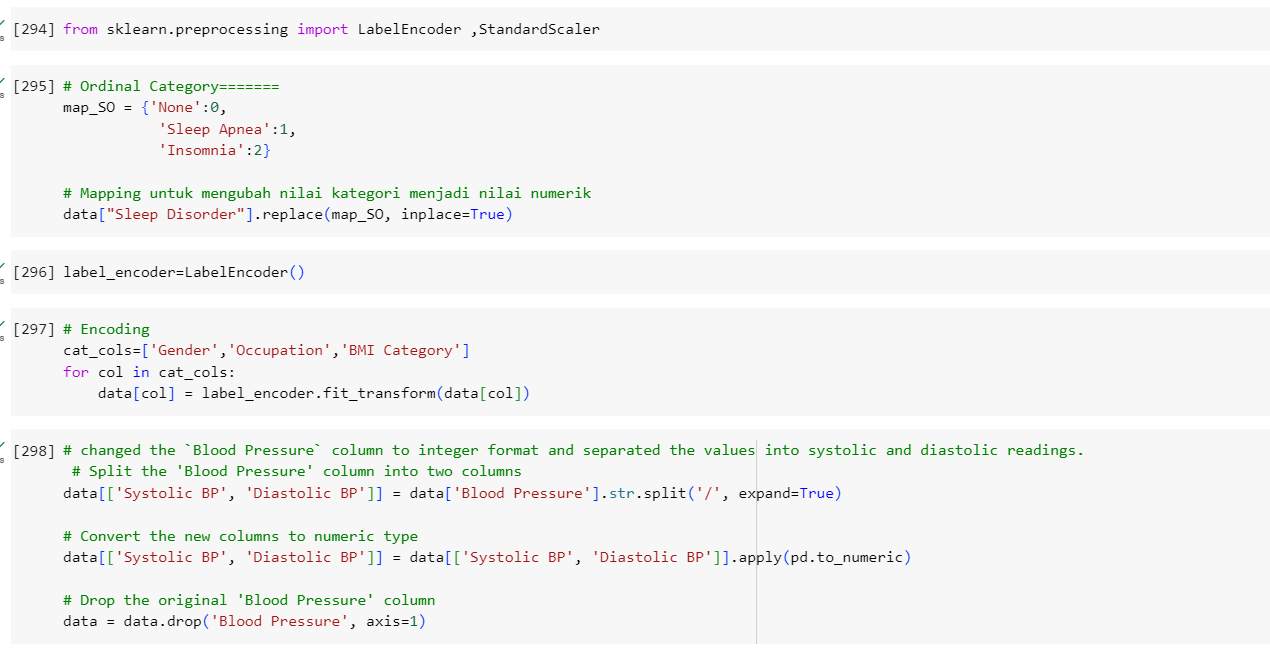 [294] from sklearn.preprocessing import LabelEncoder ,StandardScaler
[295] # Ordinal Category=======
map_SO = {'None':0,
'Sleep Apnea':1,
'Insomnia':2}
# Mapping untuk mengubah nilai kategori menjadi nilai numerik
data["Sleep Disorder"].replace(map_SO, inplace=True)
[296] label_encoder=LabelEncoder()
[297] # Encoding
cat_cols=['Gender','Occupation','BMI Category']
for col in cat_cols:
data[col] = label_encoder.fit_transform(data[col])
[298] # changed the `Blood Pressure` column to integer format and separated the values into systolic and diastolic readings.
# Split the 'Blood Pressure' column into two columns
data[['Systolic BP', 'Diastolic BP']] = data['Blood Pressure'].str.split('/', expand=True)
# Convert the new columns to numeric type
data[['Systolic BP', 'Diastolic BP']] = data[['Systolic BP', 'Diastolic BP']].apply(pd.to_numeric)
# Drop the original 'Blood Pressure' column
data = data.drop('Blood Pressure', axis=1)